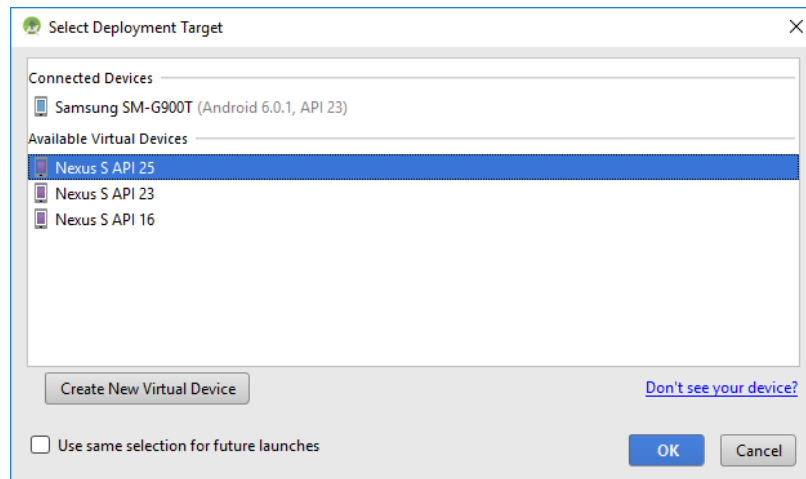 Select Deployment Target
Connected Devices
Samsung SM-G900T (Android 6.0.1, API 23)
Available Virtual Devices
Nexus S API 25
Nexus S API 23
Nexus S API 16
Create New Virtual Device
Don't see your device?
Use same selection for future launches
OK
Cancel